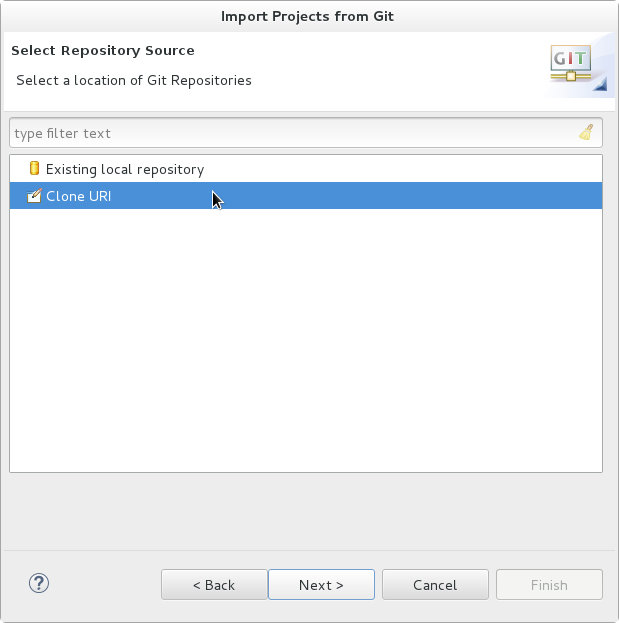 Import Projects from Git
Select Repository Source
Select a location of Git Repositories
GIT
type filter text
Existing local repository
Clone URI
?
< Back
Next >
Cancel
Finish